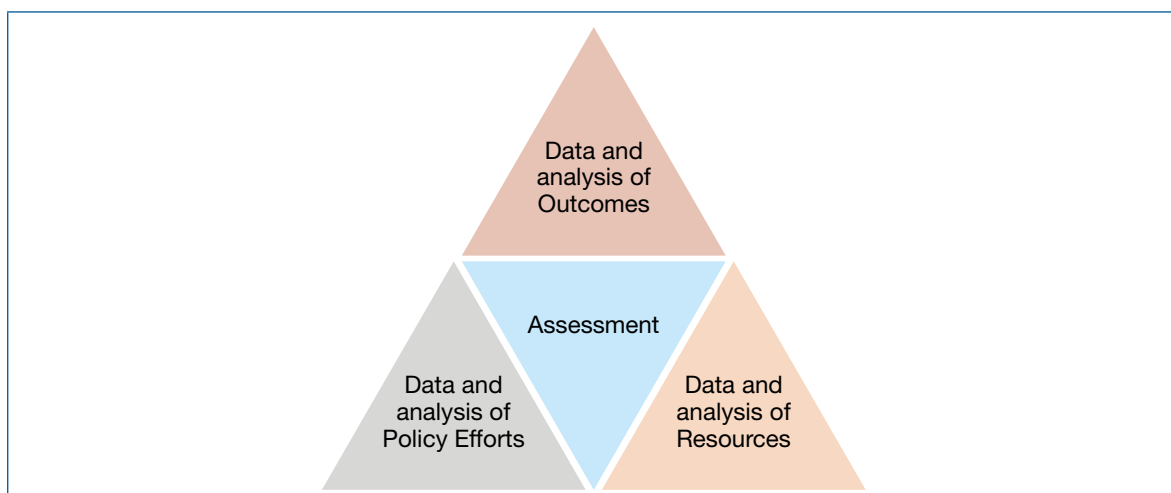 Data and
analysis of
Outcomes
Assessment
Data and
analysis of
Policy Efforts
Data and
analysis of
Resources